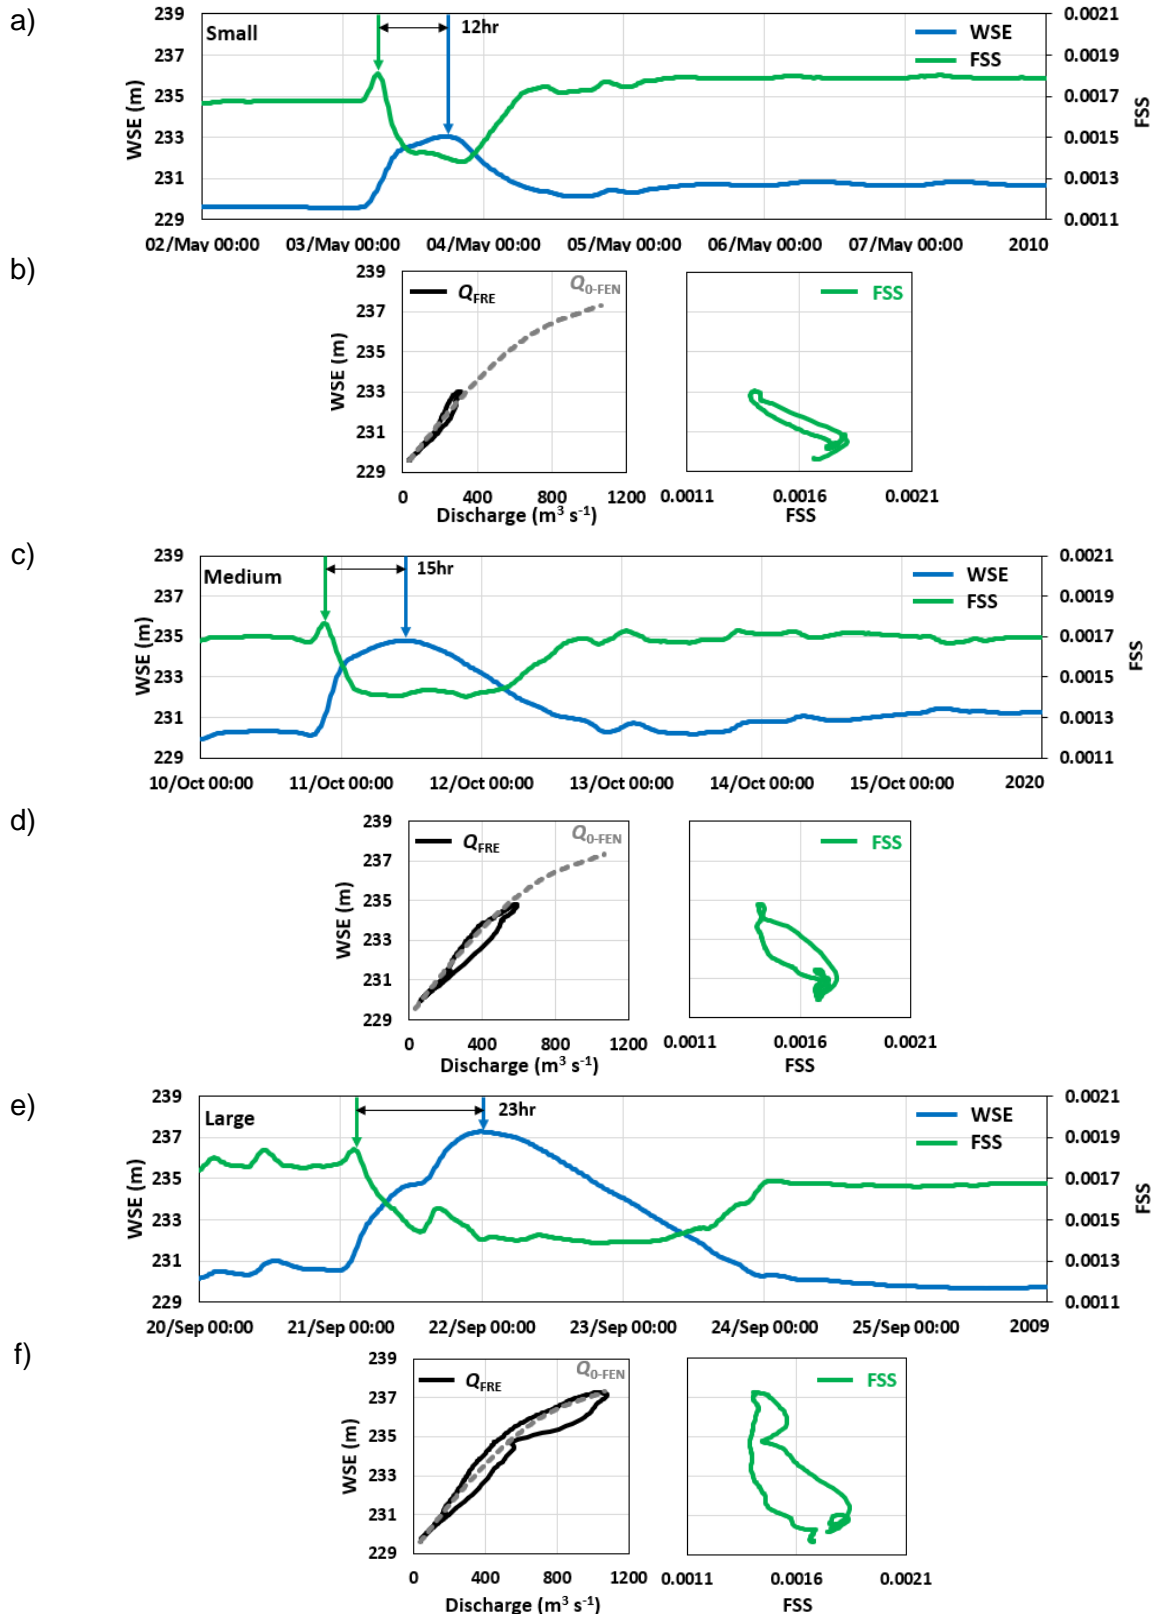 a)
Small
12hr
WSE
FSS
239
237
235
233
231
229
WSE (m)
0.0021
0.0019
0.0017
0.0015
0.0013
0.0011
FSS
02/May 00:00 03/May 00:00 04/May 00:00 05/May 00:00 06/May 00:00 07/May 00:00 2010
b)
239
237
235
233
231
229
WSE (m)
QFRE
Q0-FEN
FSS
0 400 800 1200
Discharge (m³ s⁻¹)
0.0011 0.0016 0.0021
FSS
c)
Medium
15hr
WSE
FSS
239
237
235
233
231
229
WSE (m)
0.0021
0.0019
0.0017
0.0015
0.0013
0.0011
FSS
10/Oct 00:00 11/Oct 00:00 12/Oct 00:00 13/Oct 00:00 14/Oct 00:00 15/Oct 00:00 2020
d)
239
237
235
233
231
229
WSE (m)
QFRE
Q0-FEN
FSS
0 400 800 1200
Discharge (m³ s⁻¹)
0.0011 0.0016 0.0021
FSS
e)
Large
23hr
WSE
FSS
239
237
235
233
231
229
WSE (m)
0.0021
0.0019
0.0017
0.0015
0.0013
0.0011
FSS
20/Sep 00:00 21/Sep 00:00 22/Sep 00:00 23/Sep 00:00 24/Sep 00:00 25/Sep 00:00 2009
f)
239
237
235
233
231
229
WSE (m)
QFRE
Q0-FEN
FSS
0 400 800 1200
Discharge (m³ s⁻¹)
0.0011 0.0016 0.0021
FSS